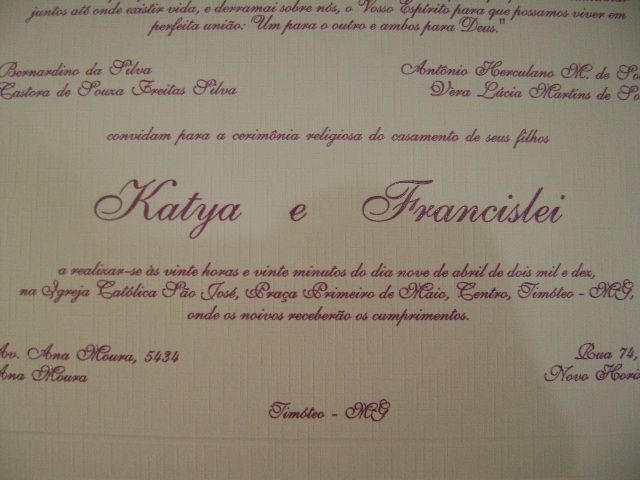 juntos até onde existir vida, e derramai sobre nós, o Vosso Espírito para que possamos viver em
perfeita união: Um para o outro e ambos para Deus."
Bernardino da Silva
Castora de Souza Freitas Silva
Antônio Herculano M. de
Vera Lúcia Martins de
convidam para a cerimônia religiosa do casamento de seus filhos
Katya e Francislei
a realizar-se às vinte horas e vinte minutos do dia nove de abril de dois mil e dez,
na Igreja Católica São José, Praça Primeiro de Maio, Centro, Timóteo - MG,
onde os noivos receberão os cumprimentos.
Av. Ana Moura, 5434
Ana Moura
Rua 74,
Novo
Timóteo - MG